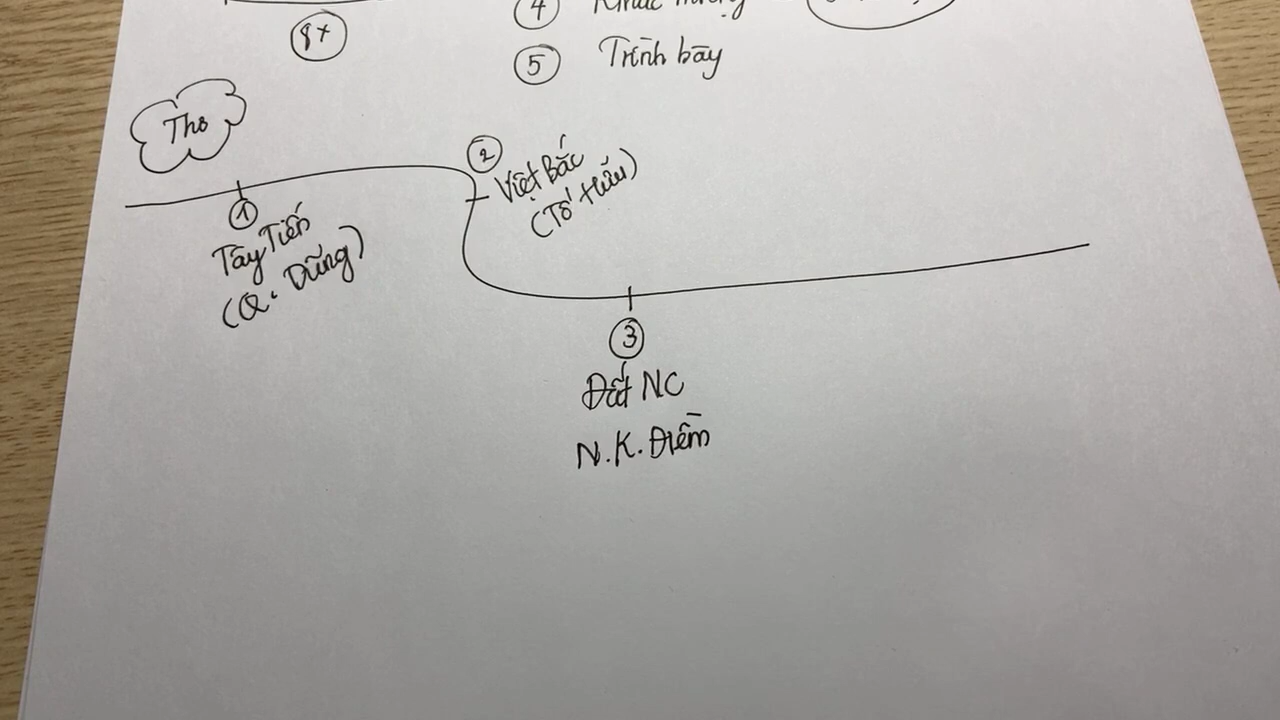 8+
④
⑤ Trình bày
Thơ
① Tây Tiến
(Q. Dũng)
② Việt Bắc
(Tố Hữu)
③
Đất NC
N.K. Điềm